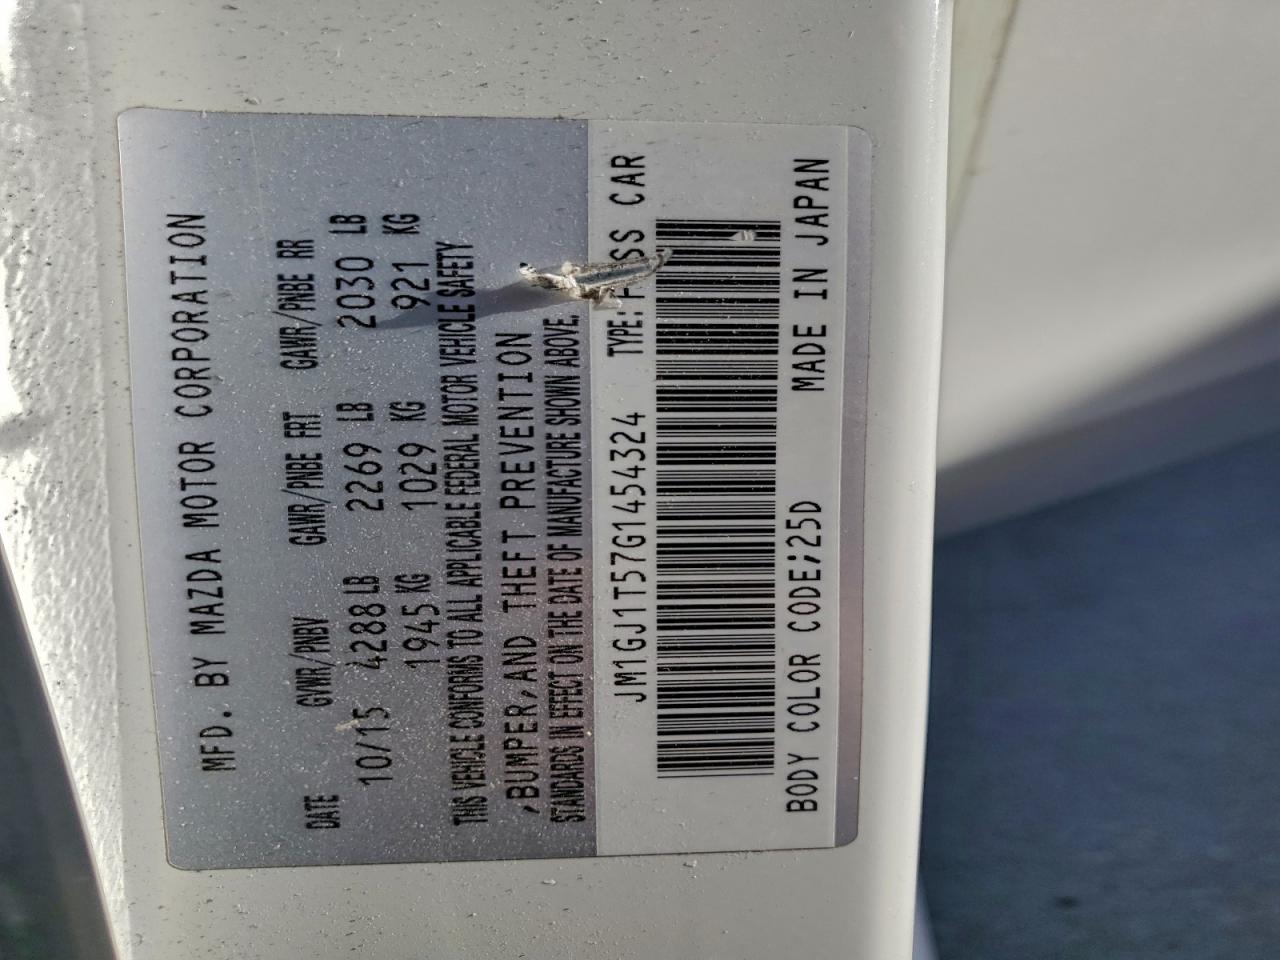 MFD. BY MAZDA MOTOR CORPORATION
DATE GVWR/PNBV GAWR/PNBE FRT GAWR/PNBE RR
10/15 4288 LB 2269 LB 2030 LB
1945 KG 1029 KG 921 KG
THIS VEHICLE CONFORMS TO ALL APPLICABLE FEDERAL MOTOR VEHICLE SAFETY
,BUMPER,AND THEFT PREVENTION
STANDARDS IN EFFECT ON THE DATE OF MANUFACTURE SHOWN ABOVE.
JM1GJ1T57G1454324 TYPE: CAR
BODY COLOR CODE;25D MADE IN JAPAN